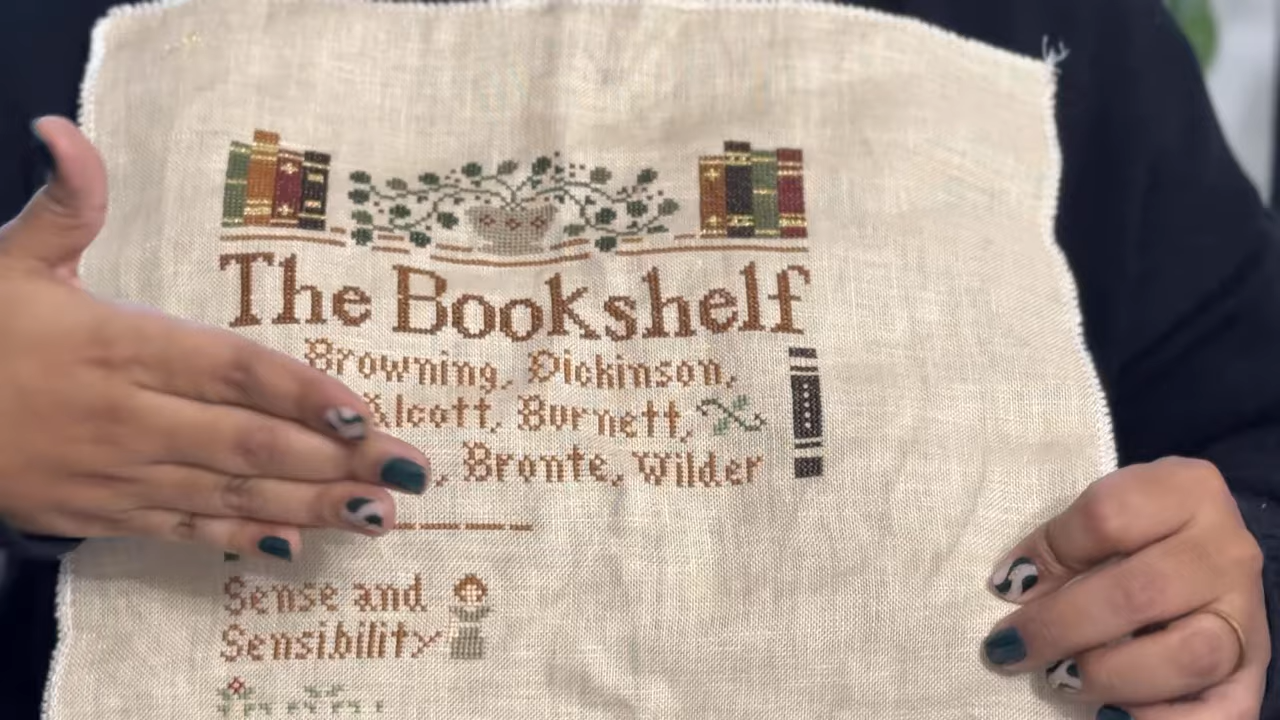 The Bookshelf
Browning, Dickinson,
Alcott, Burnett,
, Bronte, Wilder
Sense and
Sensibility